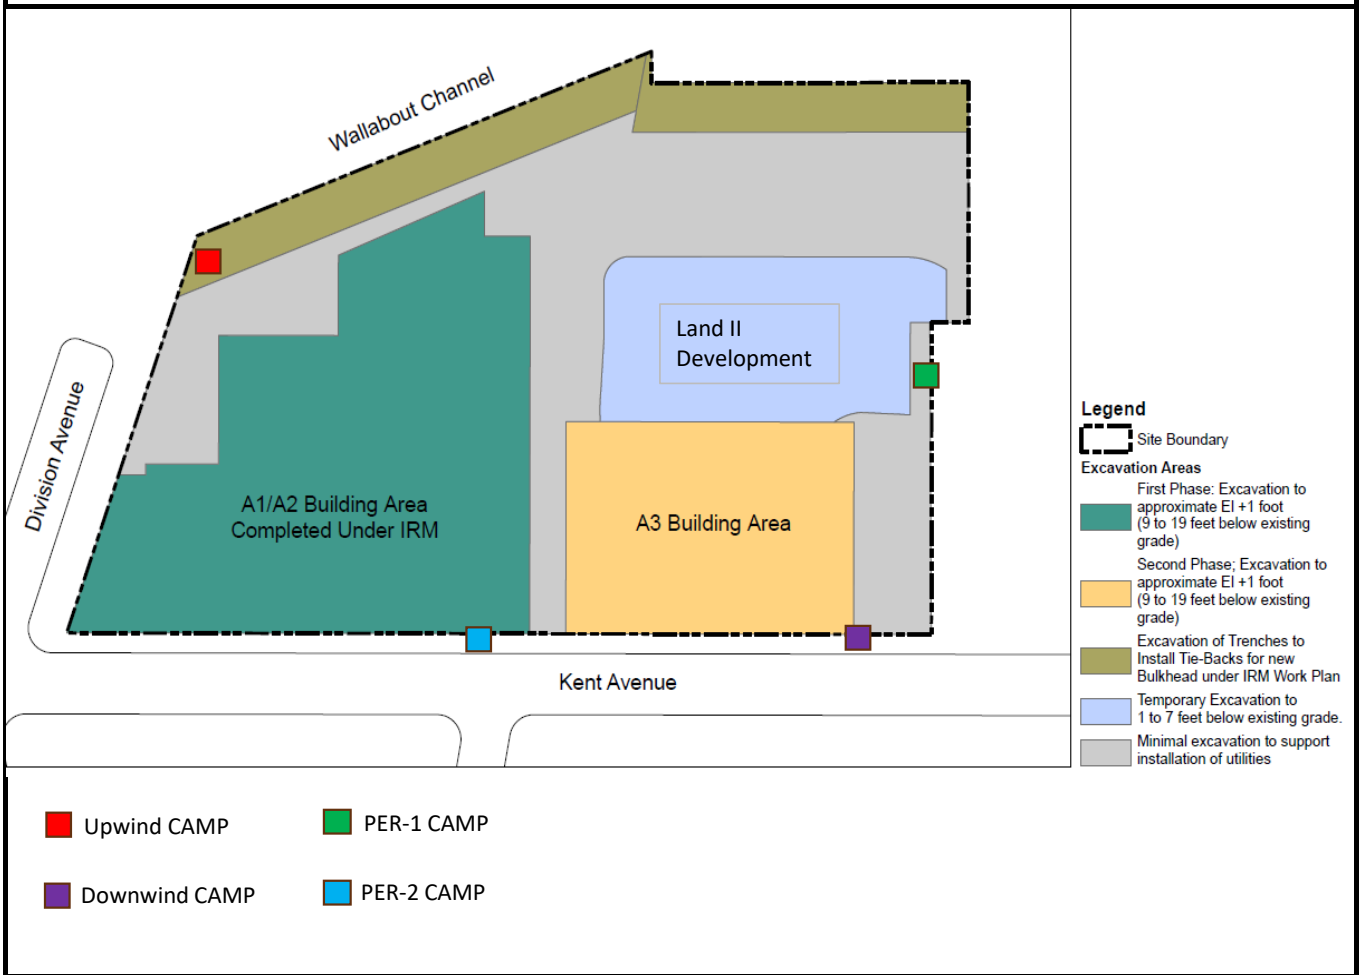 Wallabout Channel
Division Avenue
Land II
Development
A1/A2 Building Area
Completed Under IRM
A3 Building Area
Kent Avenue
Legend
Site Boundary
Excavation Areas
First Phase: Excavation to
approximate El +1 foot
(9 to 19 feet below existing
grade)
Second Phase; Excavation to
approximate El +1 foot
(9 to 19 feet below existing
grade)
Excavation of Trenches to
Install Tie-Backs for new
Bulkhead under IRM Work Plan
Temporary Excavation to
1 to 7 feet below existing grade.
Minimal excavation to support
installation of utilities
Upwind CAMP
PER-1 CAMP
Downwind CAMP
PER-2 CAMP